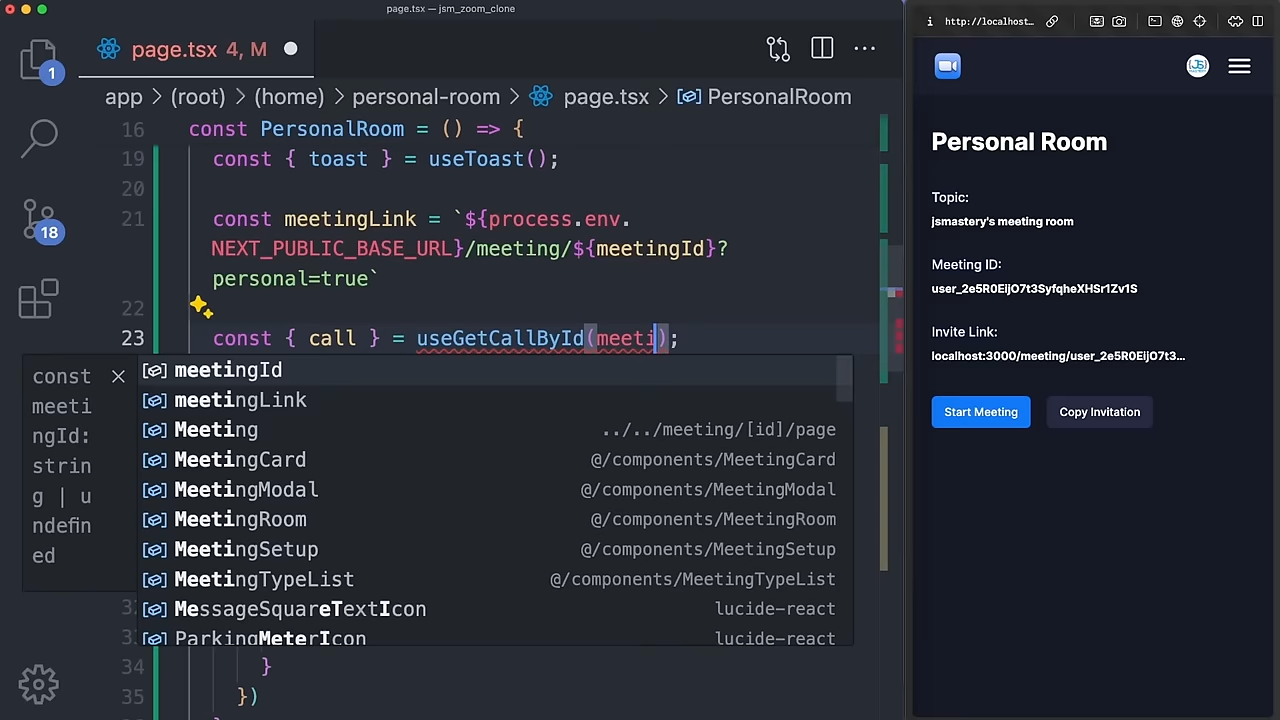 page.tsx — jsm_zoom_clone
page.tsx 4, M
app > (root) > (home) > personal-room > page.tsx > PersonalRoom
16 const PersonalRoom = () => {
19 const { toast } = useToast();
20
21 const meetingLink = `${process.env.
NEXT_PUBLIC_BASE_URL}/meeting/${meetingId}?
personal=true`
22
23 const { call } = useGetCallById(meeti);
const
meeti
ngId:
strin
g | u
ndefin
ed
meetingId
meetingLink
Meeting ../../meeting/[id]/page
MeetingCard @/components/MeetingCard
MeetingModal @/components/MeetingModal
MeetingRoom @/components/MeetingRoom
MeetingSetup @/components/MeetingSetup
MeetingTypeList @/components/MeetingTypeList
MessageSquareTextIcon lucide-react
ParkingMeterIcon lucide-react
34 }
35 })
1
18
http://localhost...
JS
Personal Room
Topic:
jsmastery's meeting room
Meeting ID:
user_2e5R0EIjO7t3SyfqheXHSr1Zv1S
Invite Link:
localhost:3000/meeting/user_2e5R0EIjO7t3...
Start Meeting Copy Invitation